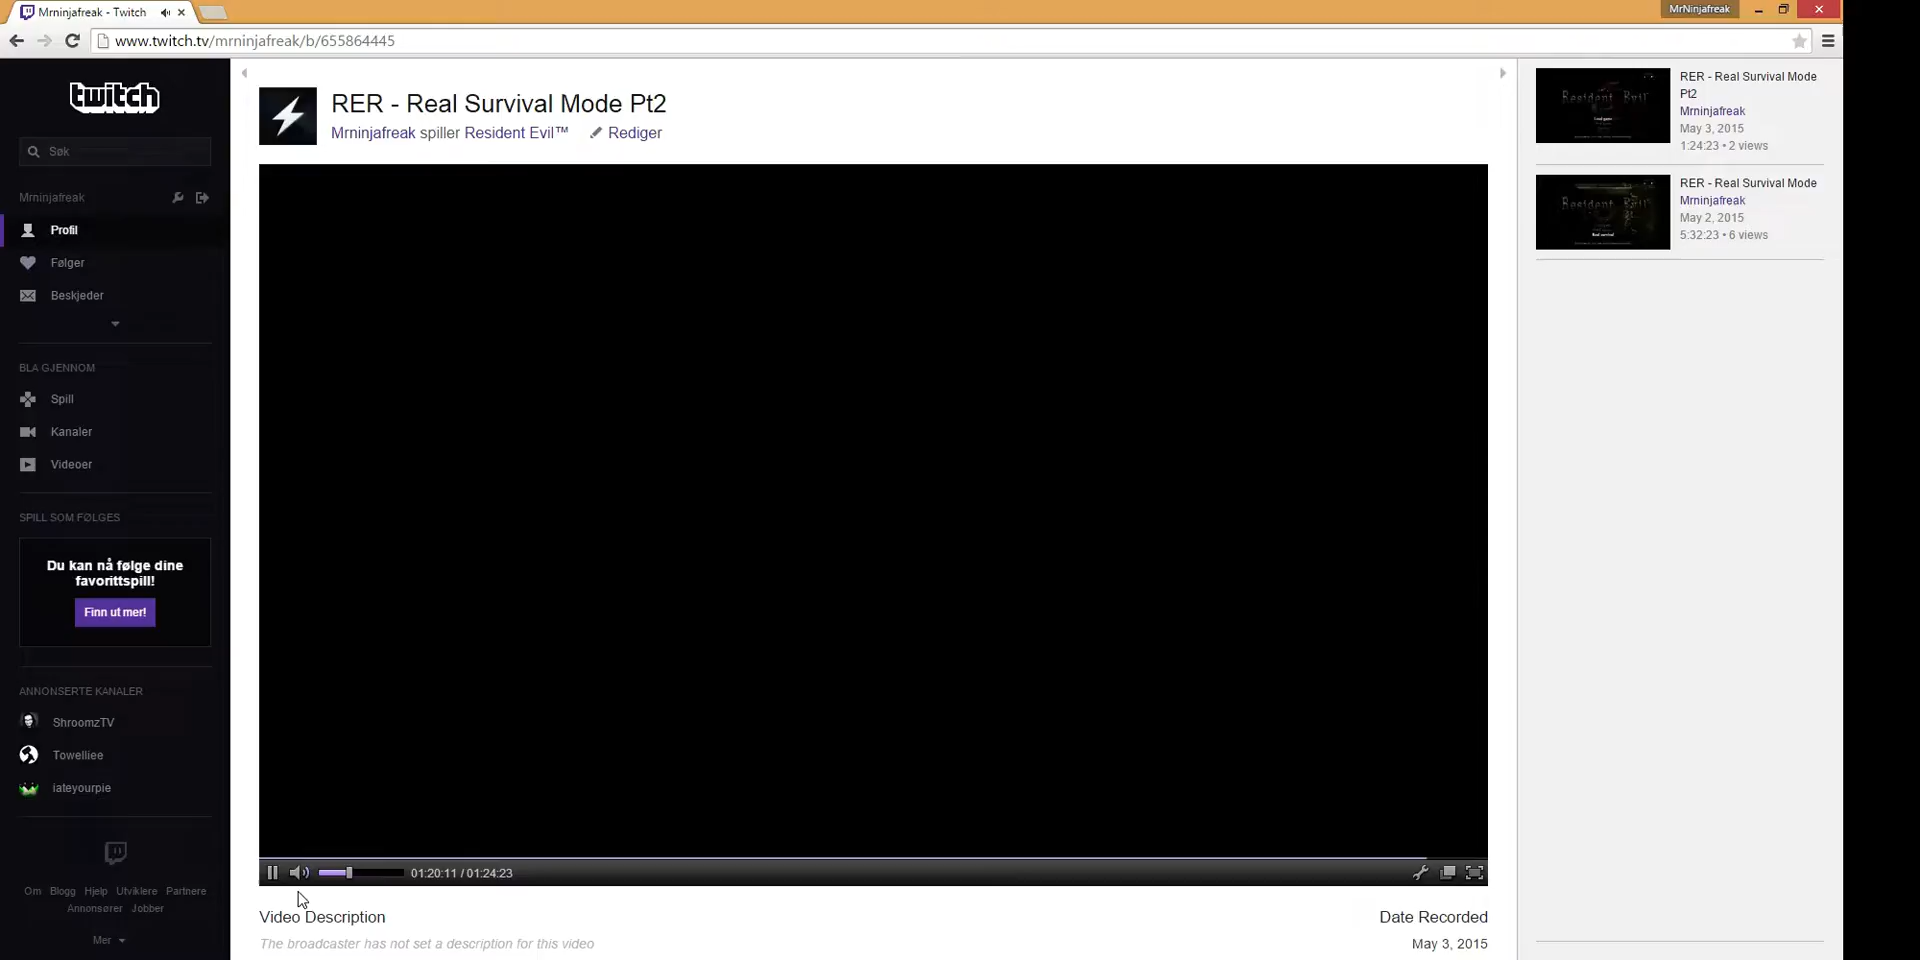 Mrninjafreak - Twitch
MrNinjafreak
www.twitch.tv/mrninjafreak/b/655864445
twitch
Søk
Mrninjafreak
Profil
Følger
Beskjeder
BLA GJENNOM
Spill
Kanaler
Videoer
SPILL SOM FØLGES
Du kan nå følge dine
favorittspill!
Finn ut mer!
ANNONSERTE KANALER
ShroomzTV
Towelliee
iateyourpie
Om Blogg Hjelp Utviklere Partnere
Annonsører Jobber
Mer
RER - Real Survival Mode Pt2
Mrninjafreak spiller Resident Evil™ Rediger
01:20:11 / 01:24:23
Video Description
The broadcaster has not set a description for this video
Date Recorded
May 3, 2015
Resident Evil
RER - Real Survival Mode
Pt2
Mrninjafreak
May 3, 2015
1:24:23 • 2 views
Resident Evil
RER - Real Survival Mode
Mrninjafreak
May 2, 2015
5:32:23 • 6 views